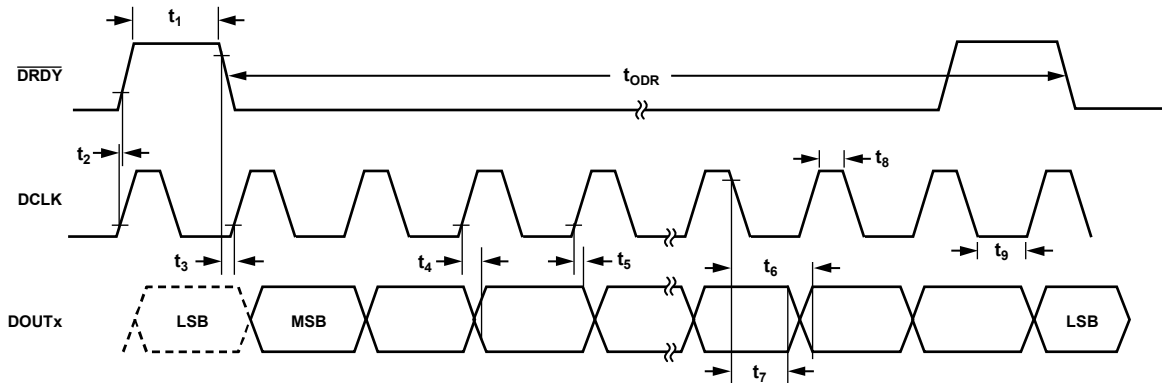 t1
DRDY
tODR
t2
DCLK
t8
t3
t4
t5
t6
t9
DOUTx
LSB
MSB
LSB
t7